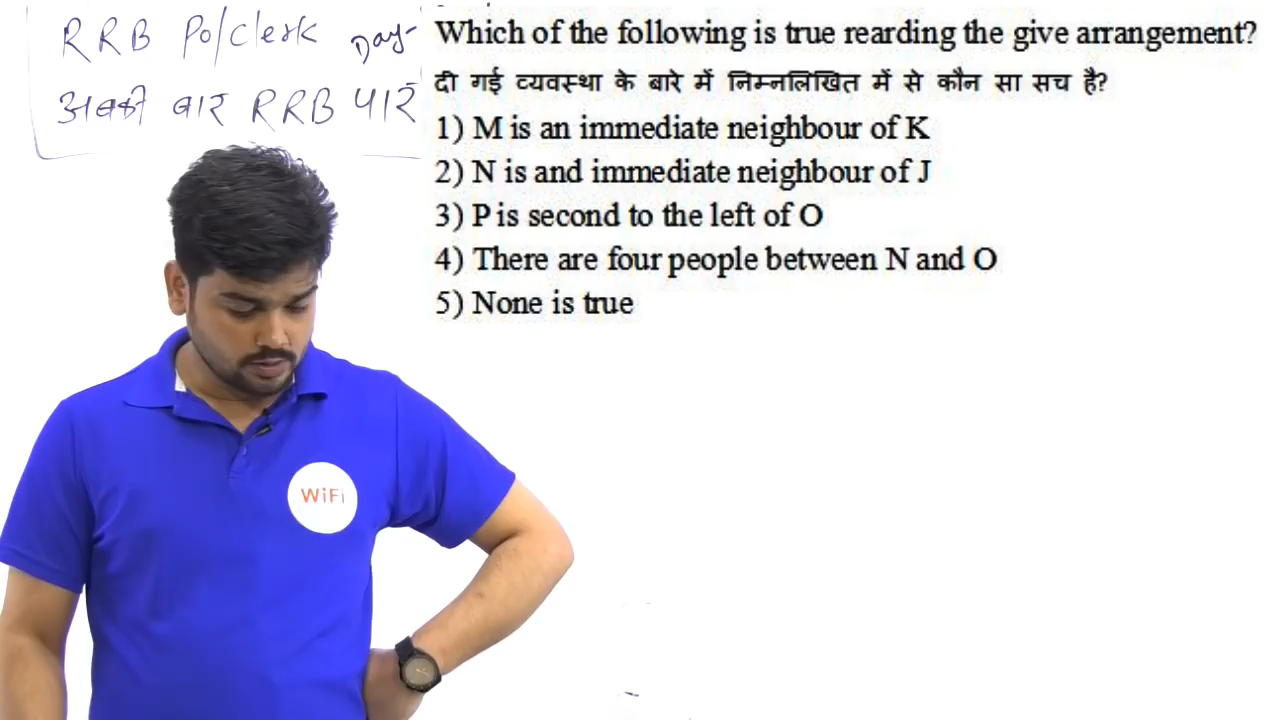 RRB Po/Clerk Day-
अबकी बार RRB पार
Which of the following is true rearding the give arrangement?
दी गई व्यवस्था के बारे में निम्नलिखित में से कौन सा सच है?
1) M is an immediate neighbour of K
2) N is and immediate neighbour of J
3) P is second to the left of O
4) There are four people between N and O
5) None is true
WiFi